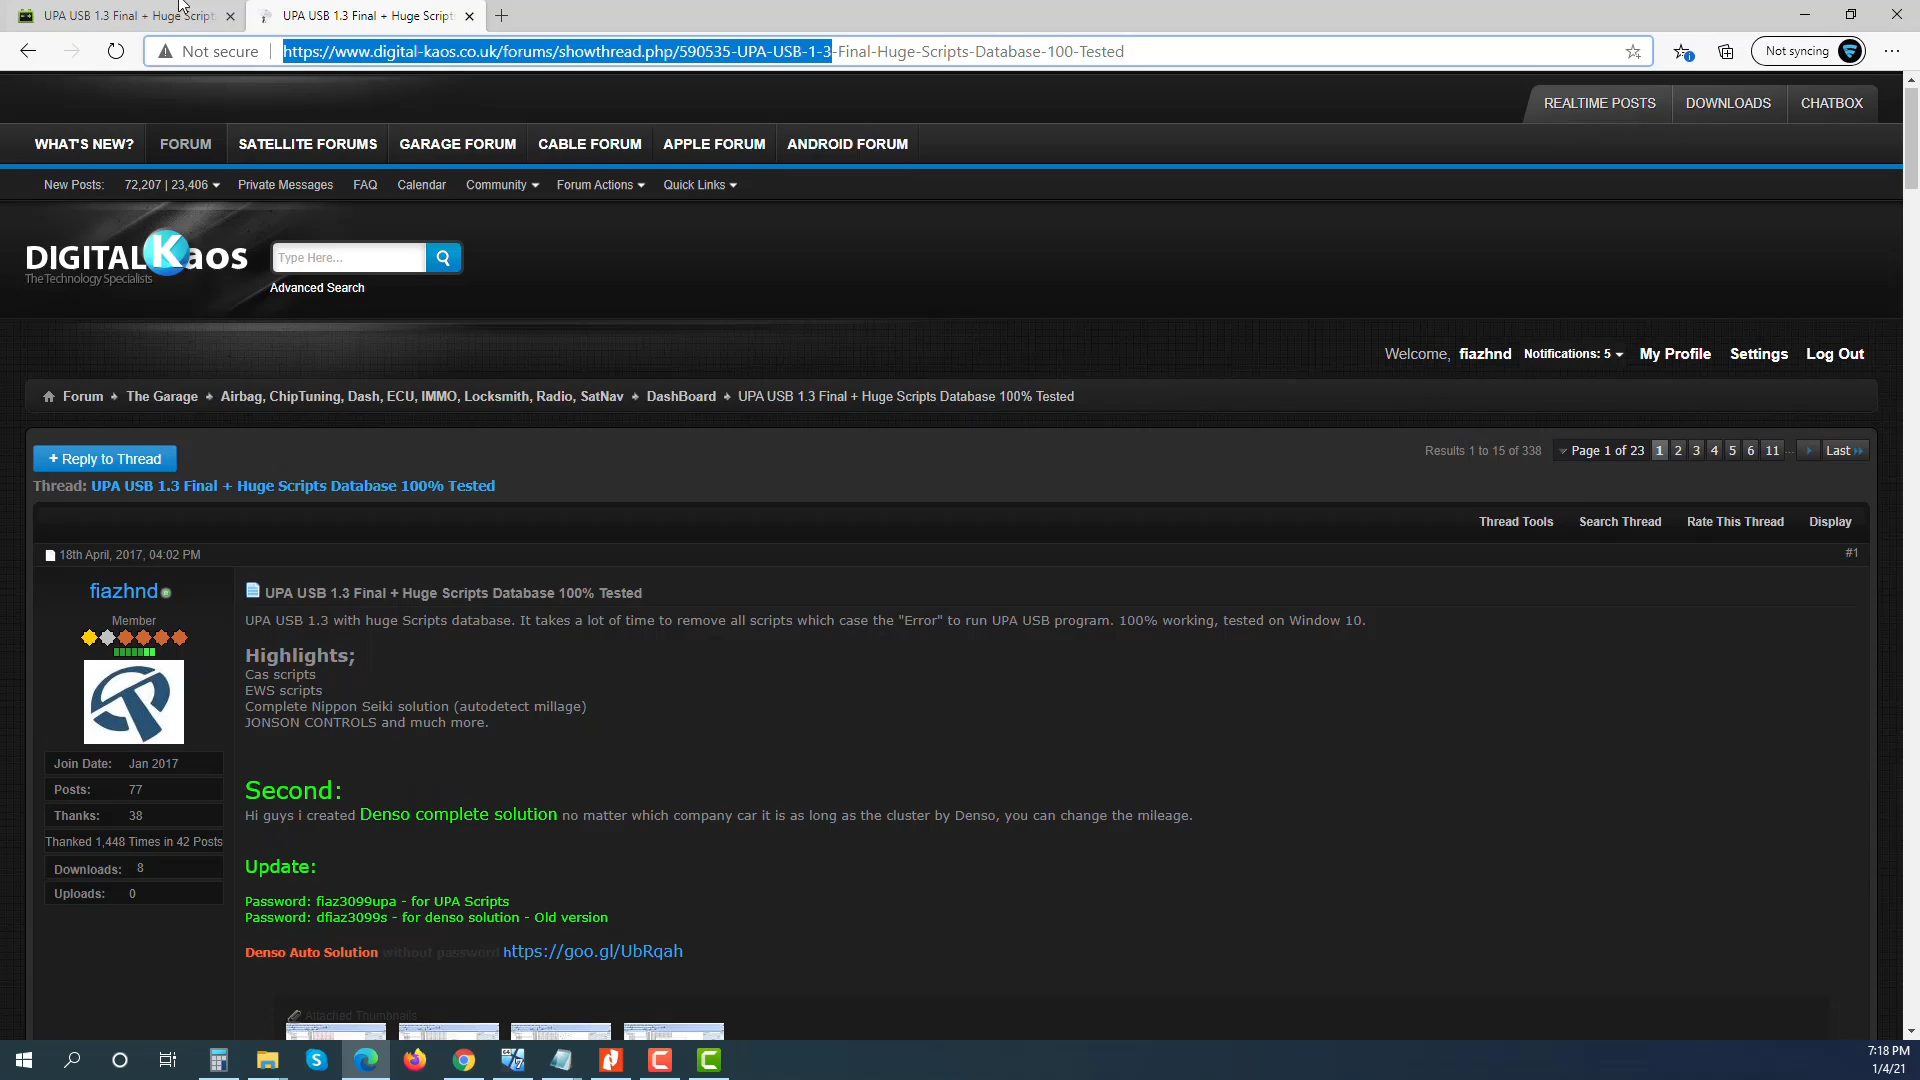 UPA USB 1.3 Final + Huge Scripts
UPA USB 1.3 Final + Huge Scripts
Not secure
https://www.digital-kaos.co.uk/forums/showthread.php/590535-UPA-USB-1-3-Final-Huge-Scripts-Database-100-Tested
Not syncing
REALTIME POSTS
DOWNLOADS
CHATBOX
WHAT'S NEW?
FORUM
SATELLITE FORUMS
GARAGE FORUM
CABLE FORUM
APPLE FORUM
ANDROID FORUM
New Posts:
72,207 | 23,406
Private Messages
FAQ
Calendar
Community
Forum Actions
Quick Links
DIGITALKaos
The Technology Specialists
Type Here...
Advanced Search
Welcome, fiazhnd
Notifications: 5
My Profile
Settings
Log Out
Forum
The Garage
Airbag, ChipTuning, Dash, ECU, IMMO, Locksmith, Radio, SatNav
DashBoard
UPA USB 1.3 Final + Huge Scripts Database 100% Tested
+ Reply to Thread
Results 1 to 15 of 338
Page 1 of 23
1 2 3 4 5 6 11 ...
Last
Thread: UPA USB 1.3 Final + Huge Scripts Database 100% Tested
Thread Tools
Search Thread
Rate This Thread
Display
18th April, 2017, 04:02 PM
#1
fiazhnd
Member
Join Date: Jan 2017
Posts: 77
Thanks: 38
Thanked 1,448 Times in 42 Posts
Downloads: 8
Uploads: 0
UPA USB 1.3 Final + Huge Scripts Database 100% Tested
UPA USB 1.3 with huge Scripts database. It takes a lot of time to remove all scripts which case the "Error" to run UPA USB program. 100% working, tested on Window 10.
Highlights;
Cas scripts
EWS scripts
Complete Nippon Seiki solution (autodetect millage)
JONSON CONTROLS and much more.
Second:
Hi guys i created Denso complete solution no matter which company car it is as long as the cluster by Denso, you can change the mileage.
Update:
Password: fiaz3099upa - for UPA Scripts
Password: dfiaz3099s - for denso solution - Old version
Denso Auto Solution without password https://goo.gl/UbRqah
Attached Thumbnails
7:18 PM
1/4/21